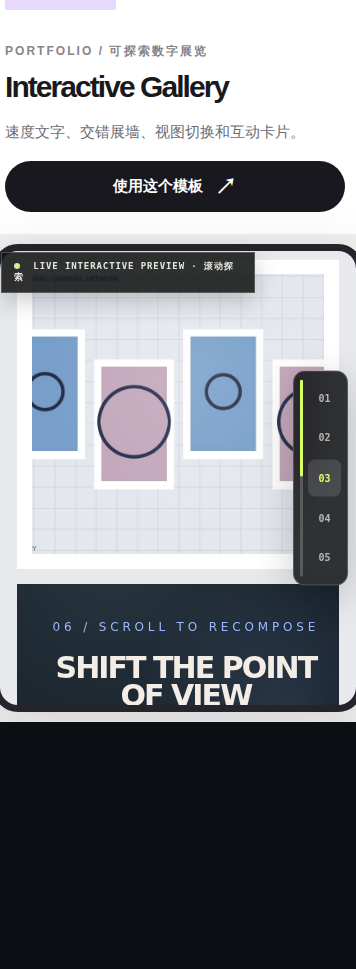 PORTFOLIO / 可探索数字展览
Interactive Gallery
速度文字、交错展墙、视图切换和互动卡片。
使用这个模板 ↗
LIVE INTERACTIVE PREVIEW · 滚动探
索
01
02
03
04
05
06 / SCROLL TO RECOMPOSE
SHIFT THE POINT
OF VIEW